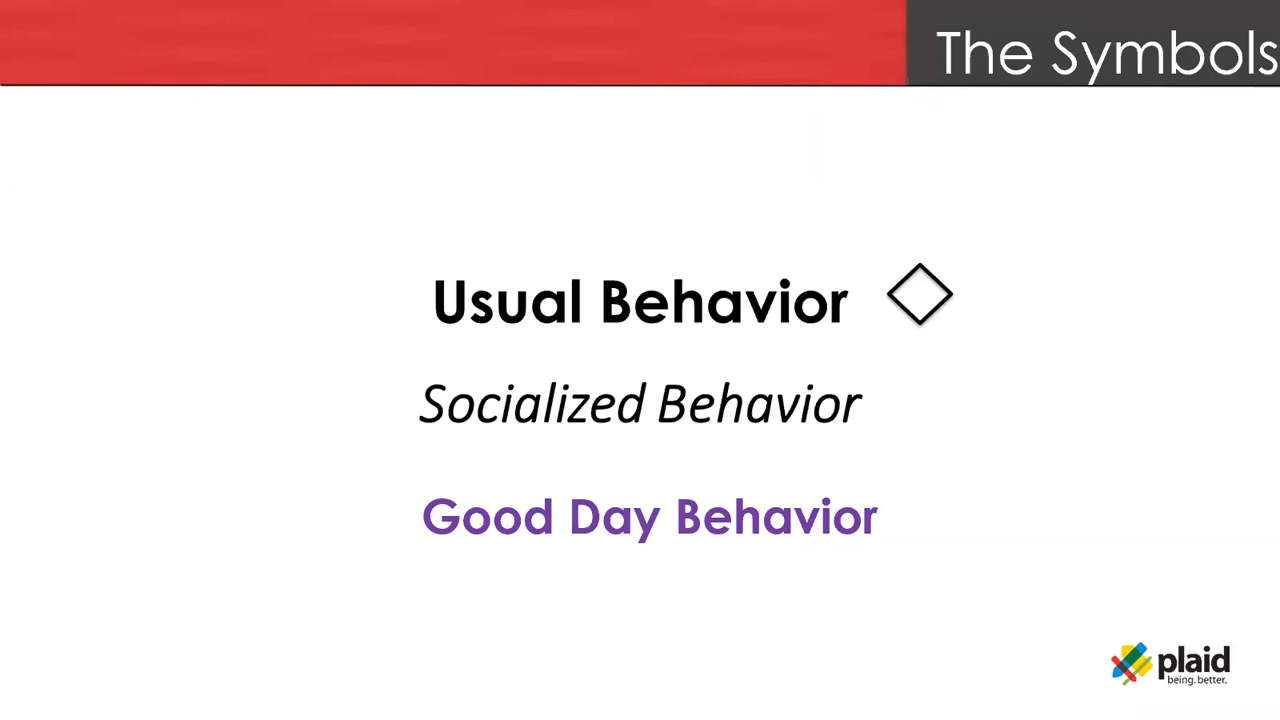 The Symbols
Usual Behavior
Socialized Behavior
Good Day Behavior
plaid
being. better.